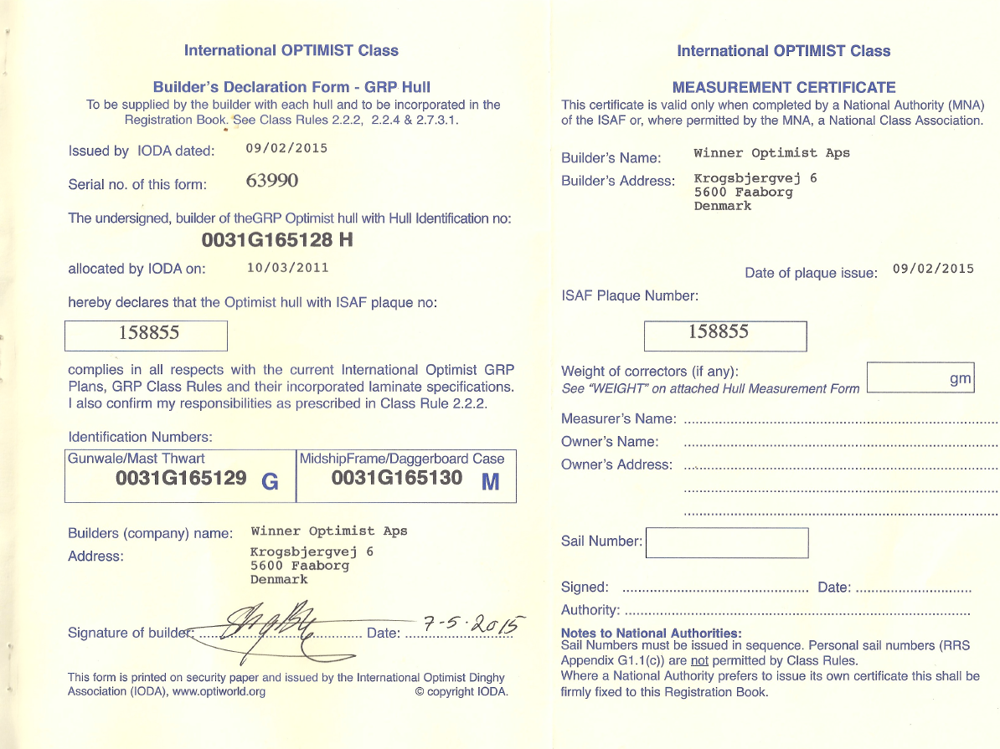 International OPTIMIST Class
Builder's Declaration Form - GRP Hull
To be supplied by the builder with each hull and to be incorporated in the
Registration Book. See Class Rules 2.2.2, 2.2.4 & 2.7.3.1.
Issued by IODA dated: 09/02/2015
Serial no. of this form: 63990
The undersigned, builder of theGRP Optimist hull with Hull Identification no:
0031G165128 H
allocated by IODA on: 10/03/2011
hereby declares that the Optimist hull with ISAF plaque no:
158855
complies in all respects with the current International Optimist GRP
Plans, GRP Class Rules and their incorporated laminate specifications.
I also confirm my responsibilities as prescribed in Class Rule 2.2.2.
Identification Numbers:
Gunwale/Mast Thwart
0031G165129 G
MidshipFrame/Daggerboard Case
0031G165130 M
Builders (company) name: Winner Optimist Aps
Address: Krogsbjergvej 6
5600 Faaborg
Denmark
Signature of builder: Date: 7-5-2015
This form is printed on security paper and issued by the International Optimist Dinghy
Association (IODA), www.optiworld.org © copyright IODA.
International OPTIMIST Class
MEASUREMENT CERTIFICATE
This certificate is valid only when completed by a National Authority (MNA)
of the ISAF or, where permitted by the MNA, a National Class Association.
Builder's Name: Winner Optimist Aps
Builder's Address: Krogsbjergvej 6
5600 Faaborg
Denmark
Date of plaque issue: 09/02/2015
ISAF Plaque Number:
158855
Weight of correctors (if any):
See "WEIGHT" on attached Hull Measurement Form
gm
Measurer's Name:
Owner's Name:
Owner's Address:
Sail Number:
Signed: Date:
Authority:
Notes to National Authorities:
Sail Numbers must be issued in sequence. Personal sail numbers (RRS
Appendix G1.1(c)) are not permitted by Class Rules.
Where a National Authority prefers to issue its own certificate this shall be
firmly fixed to this Registration Book.